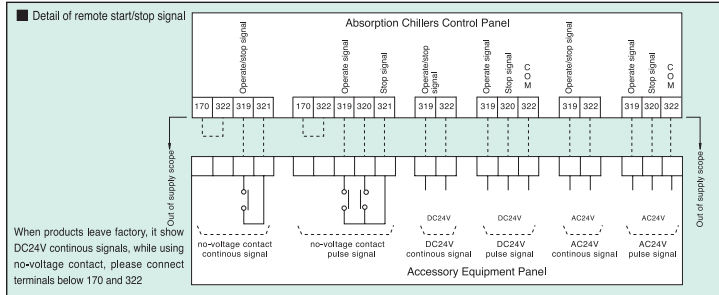 ■ Detail of remote start/stop signal
Absorption Chillers Control Panel
Operate/stop signal
Operate signal
Stop signal
Operate/stop
signal
Operate signal
Stop signal
COM
Operate/stop signal
Operate signal
Stop signal
COM
170 322 319 321
170 322 319 320 321
319 322
319 320 322
319 322
319 320 322
Out of supply scope
Out of supply scope
DC24V
DC24V
AC24V
AC24V
no-voltage contact
continous signal
no-voltage contact
pulse signal
DC24V
continous signal
DC24V
pulse signal
AC24V
continous signal
AC24V
pulse signal
Accessory Equipment Panel
When products leave factory, it show
DC24V continous signals, while using
no-voltage contact, please connect
terminals below 170 and 322